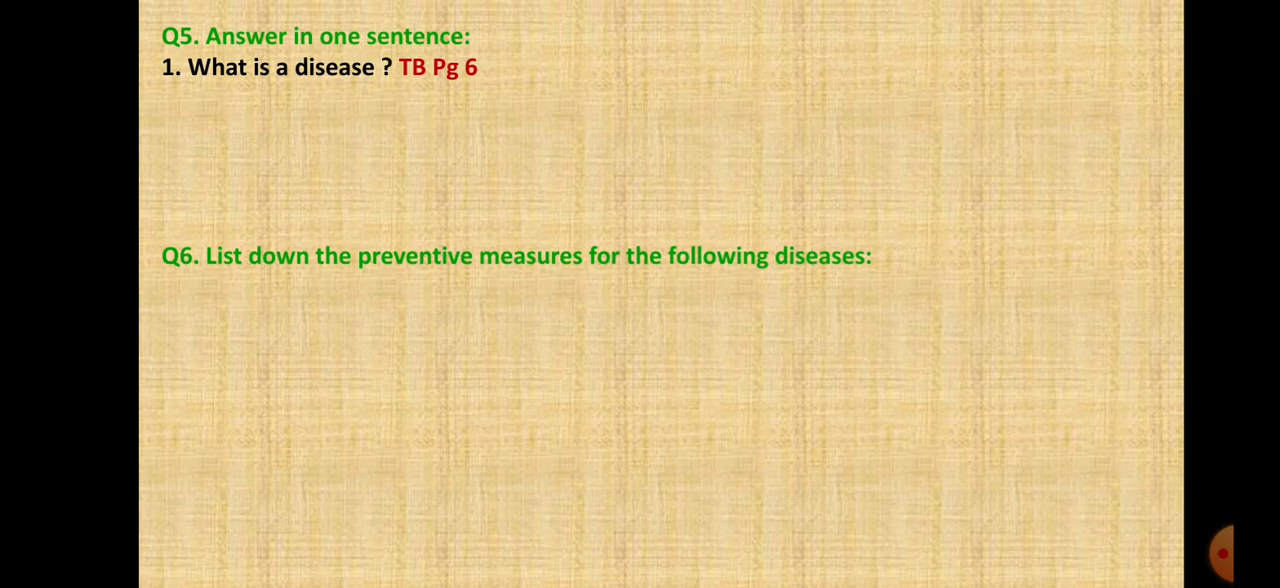 Q5. Answer in one sentence:
1. What is a disease ? TB Pg 6
Q6. List down the preventive measures for the following diseases: